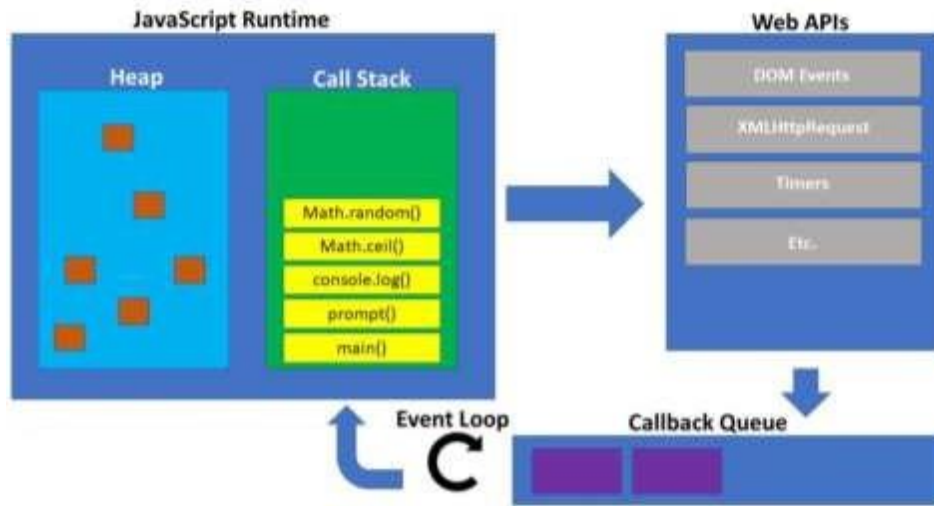 JavaScript Runtime
Heap
Call Stack
Math.random()
Math.ceil()
console.log()
prompt()
main()
Web APIs
DOM Events
XMLHttpRequest
Timers
Etc.
Event Loop
Callback Queue